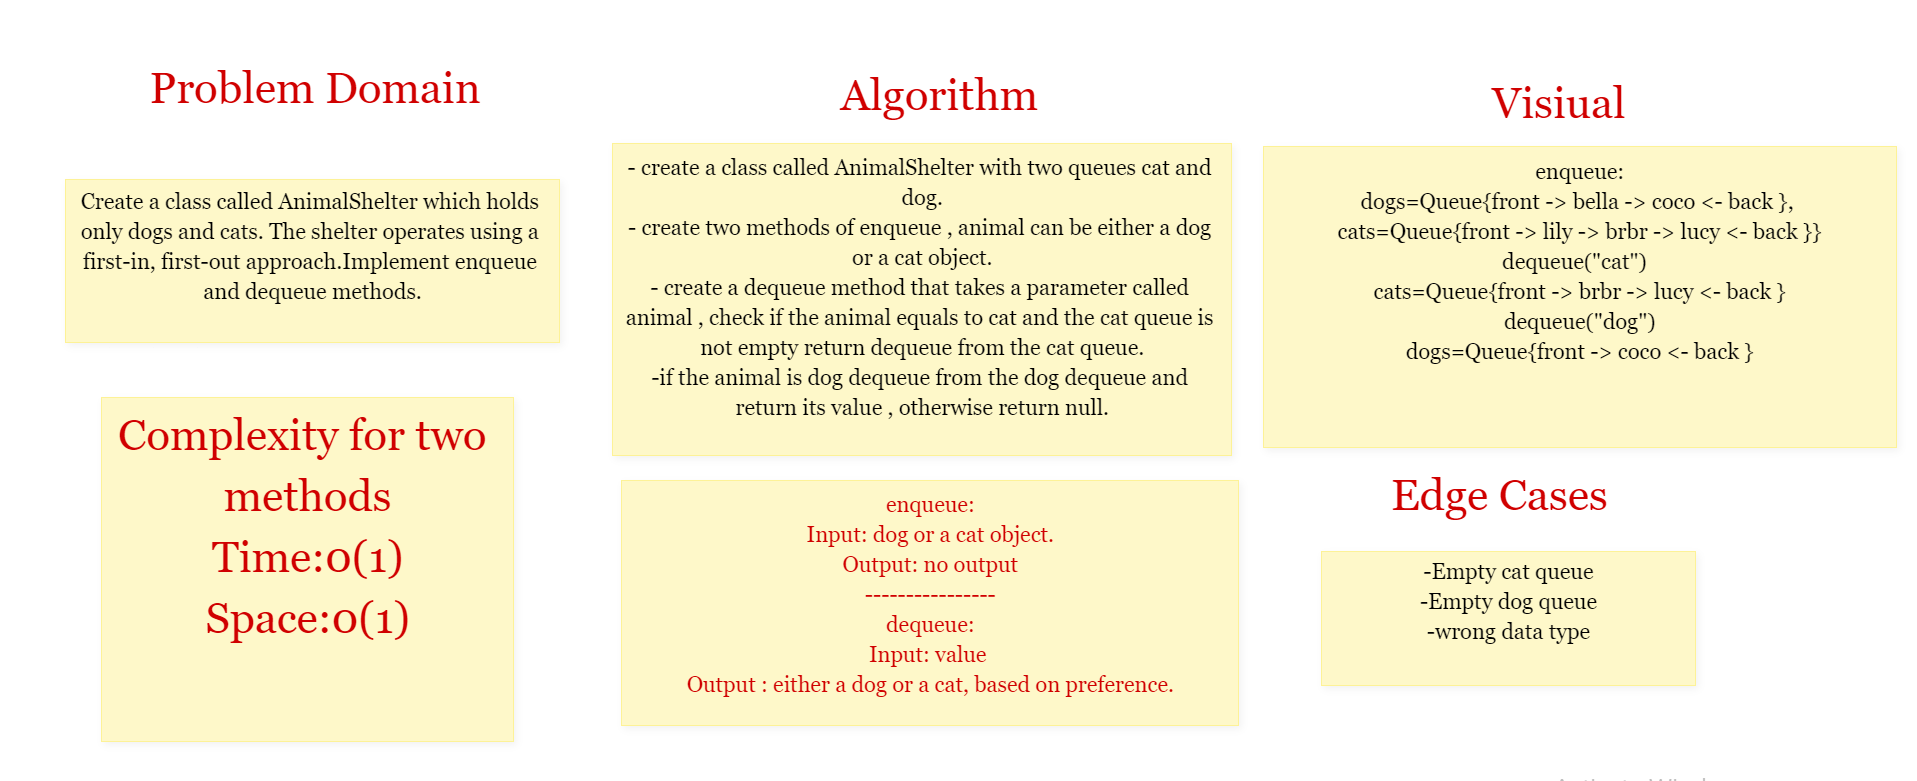 Problem Domain
Create a class called AnimalShelter which holds
only dogs and cats. The shelter operates using a
first-in, first-out approach.Implement enqueue
and dequeue methods.
Complexity for two
methods
Time:0(1)
Space:0(1)
Algorithm
- create a class called AnimalShelter with two queues cat and
dog.
- create two methods of enqueue , animal can be either a dog
or a cat object.
- create a dequeue method that takes a parameter called
animal , check if the animal equals to cat and the cat queue is
not empty return dequeue from the cat queue.
-if the animal is dog dequeue from the dog dequeue and
return its value , otherwise return null.
enqueue:
Input: dog or a cat object.
Output: no output
----------------
dequeue:
Input: value
Output : either a dog or a cat, based on preference.
Visiual
enqueue:
dogs=Queue{front -> bella -> coco <- back },
cats=Queue{front -> lily -> brbr -> lucy <- back }}
dequeue("cat")
cats=Queue{front -> brbr -> lucy <- back }
dequeue("dog")
dogs=Queue{front -> coco <- back }
Edge Cases
-Empty cat queue
-Empty dog queue
-wrong data type